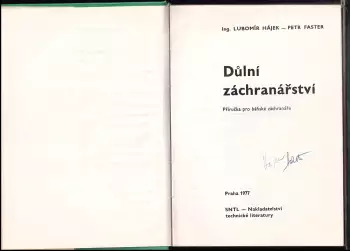 Ing. LUBOMÍR HÁJEK — PETR FASTER
Důlní
záchranářství
Příručka pro báňské záchranáře
Praha 1977
SNTL — Nakladatelství
technické literatury